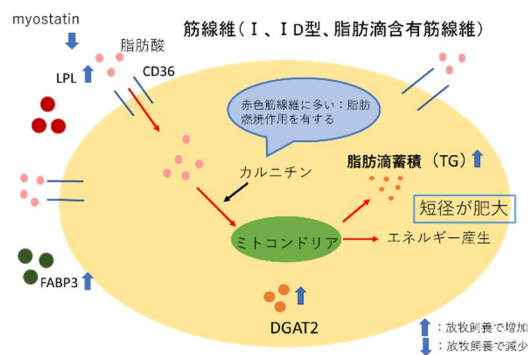 myostatin
筋線維(Ⅰ、ⅠD型、脂肪滴含有筋線維)
脂肪酸
LPL
CD36
赤色筋線維に多い:脂肪
燃焼作用を有する
カルニチン
脂肪滴蓄積 (TG)
短径が肥大
ミトコンドリア
エネルギー産生
FABP3
DGAT2
:放牧飼養で増加
:放牧飼養で減少